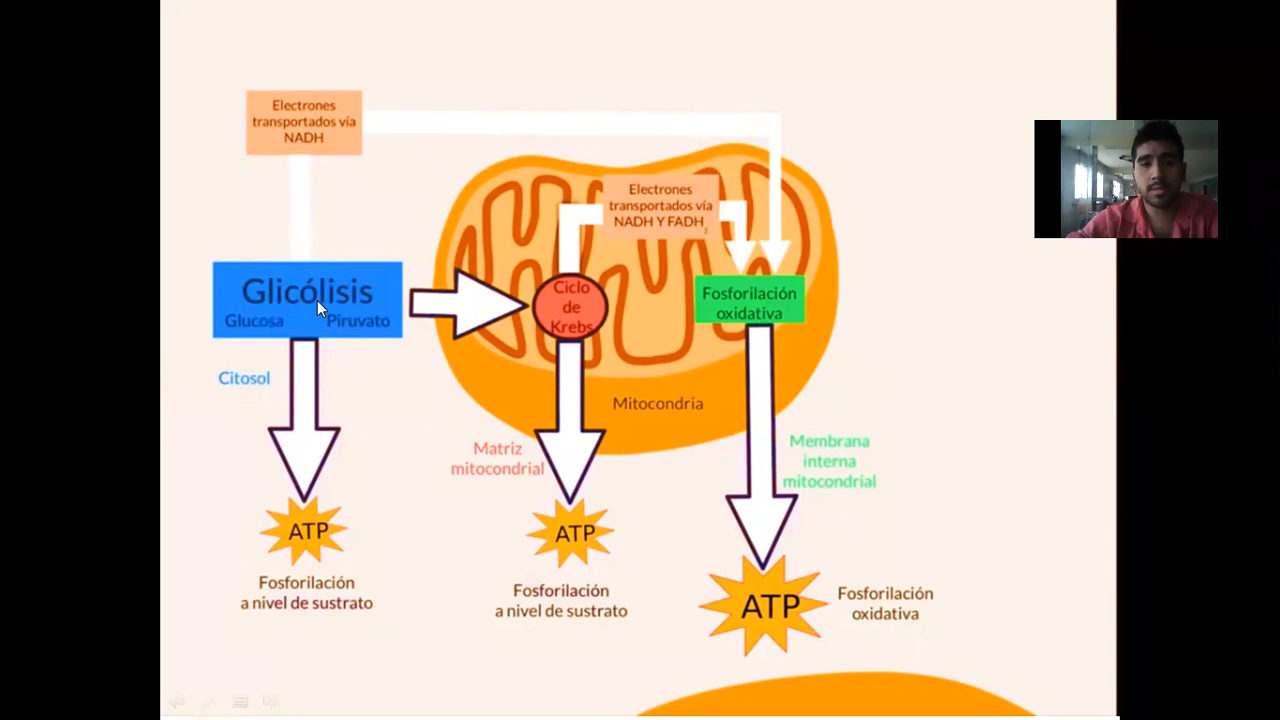 Electrones
transportados vía
NADH
Electrones
transportados vía
NADH Y FADH2
Glicólisis
Glucosa Piruvato
Ciclo
de
Krebs
Fosforilación
oxidativa
Citosol
Mitocondria
Matriz
mitocondrial
Membrana
interna
mitocondrial
ATP
ATP
ATP
Fosforilación
a nivel de sustrato
Fosforilación
a nivel de sustrato
Fosforilación
oxidativa